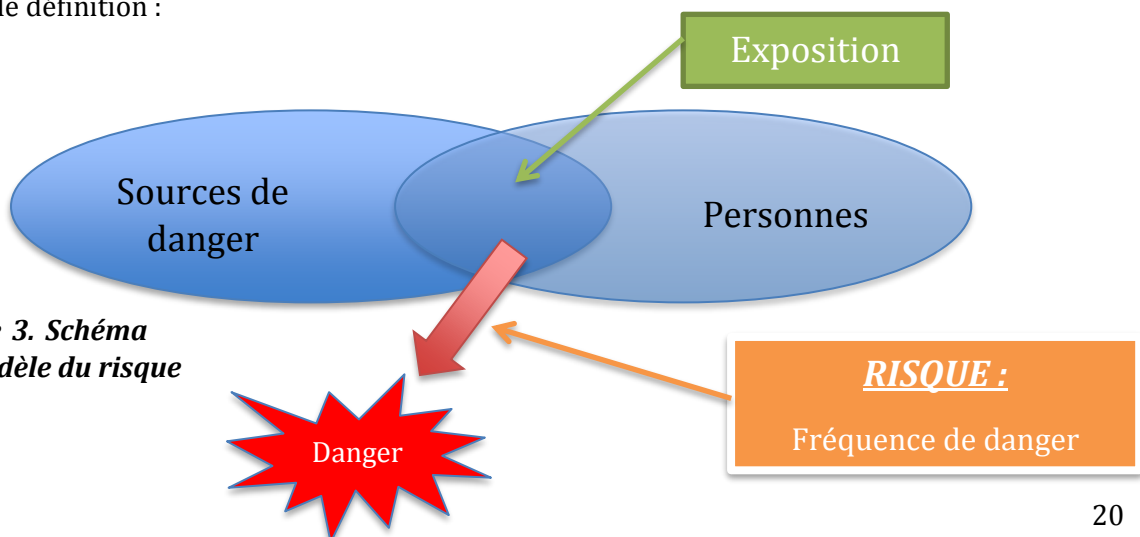 le définition :
Exposition
Sources de
danger
Personnes
3. Schéma
dèle du risque
RISQUE :
Fréquence de danger
Danger
20